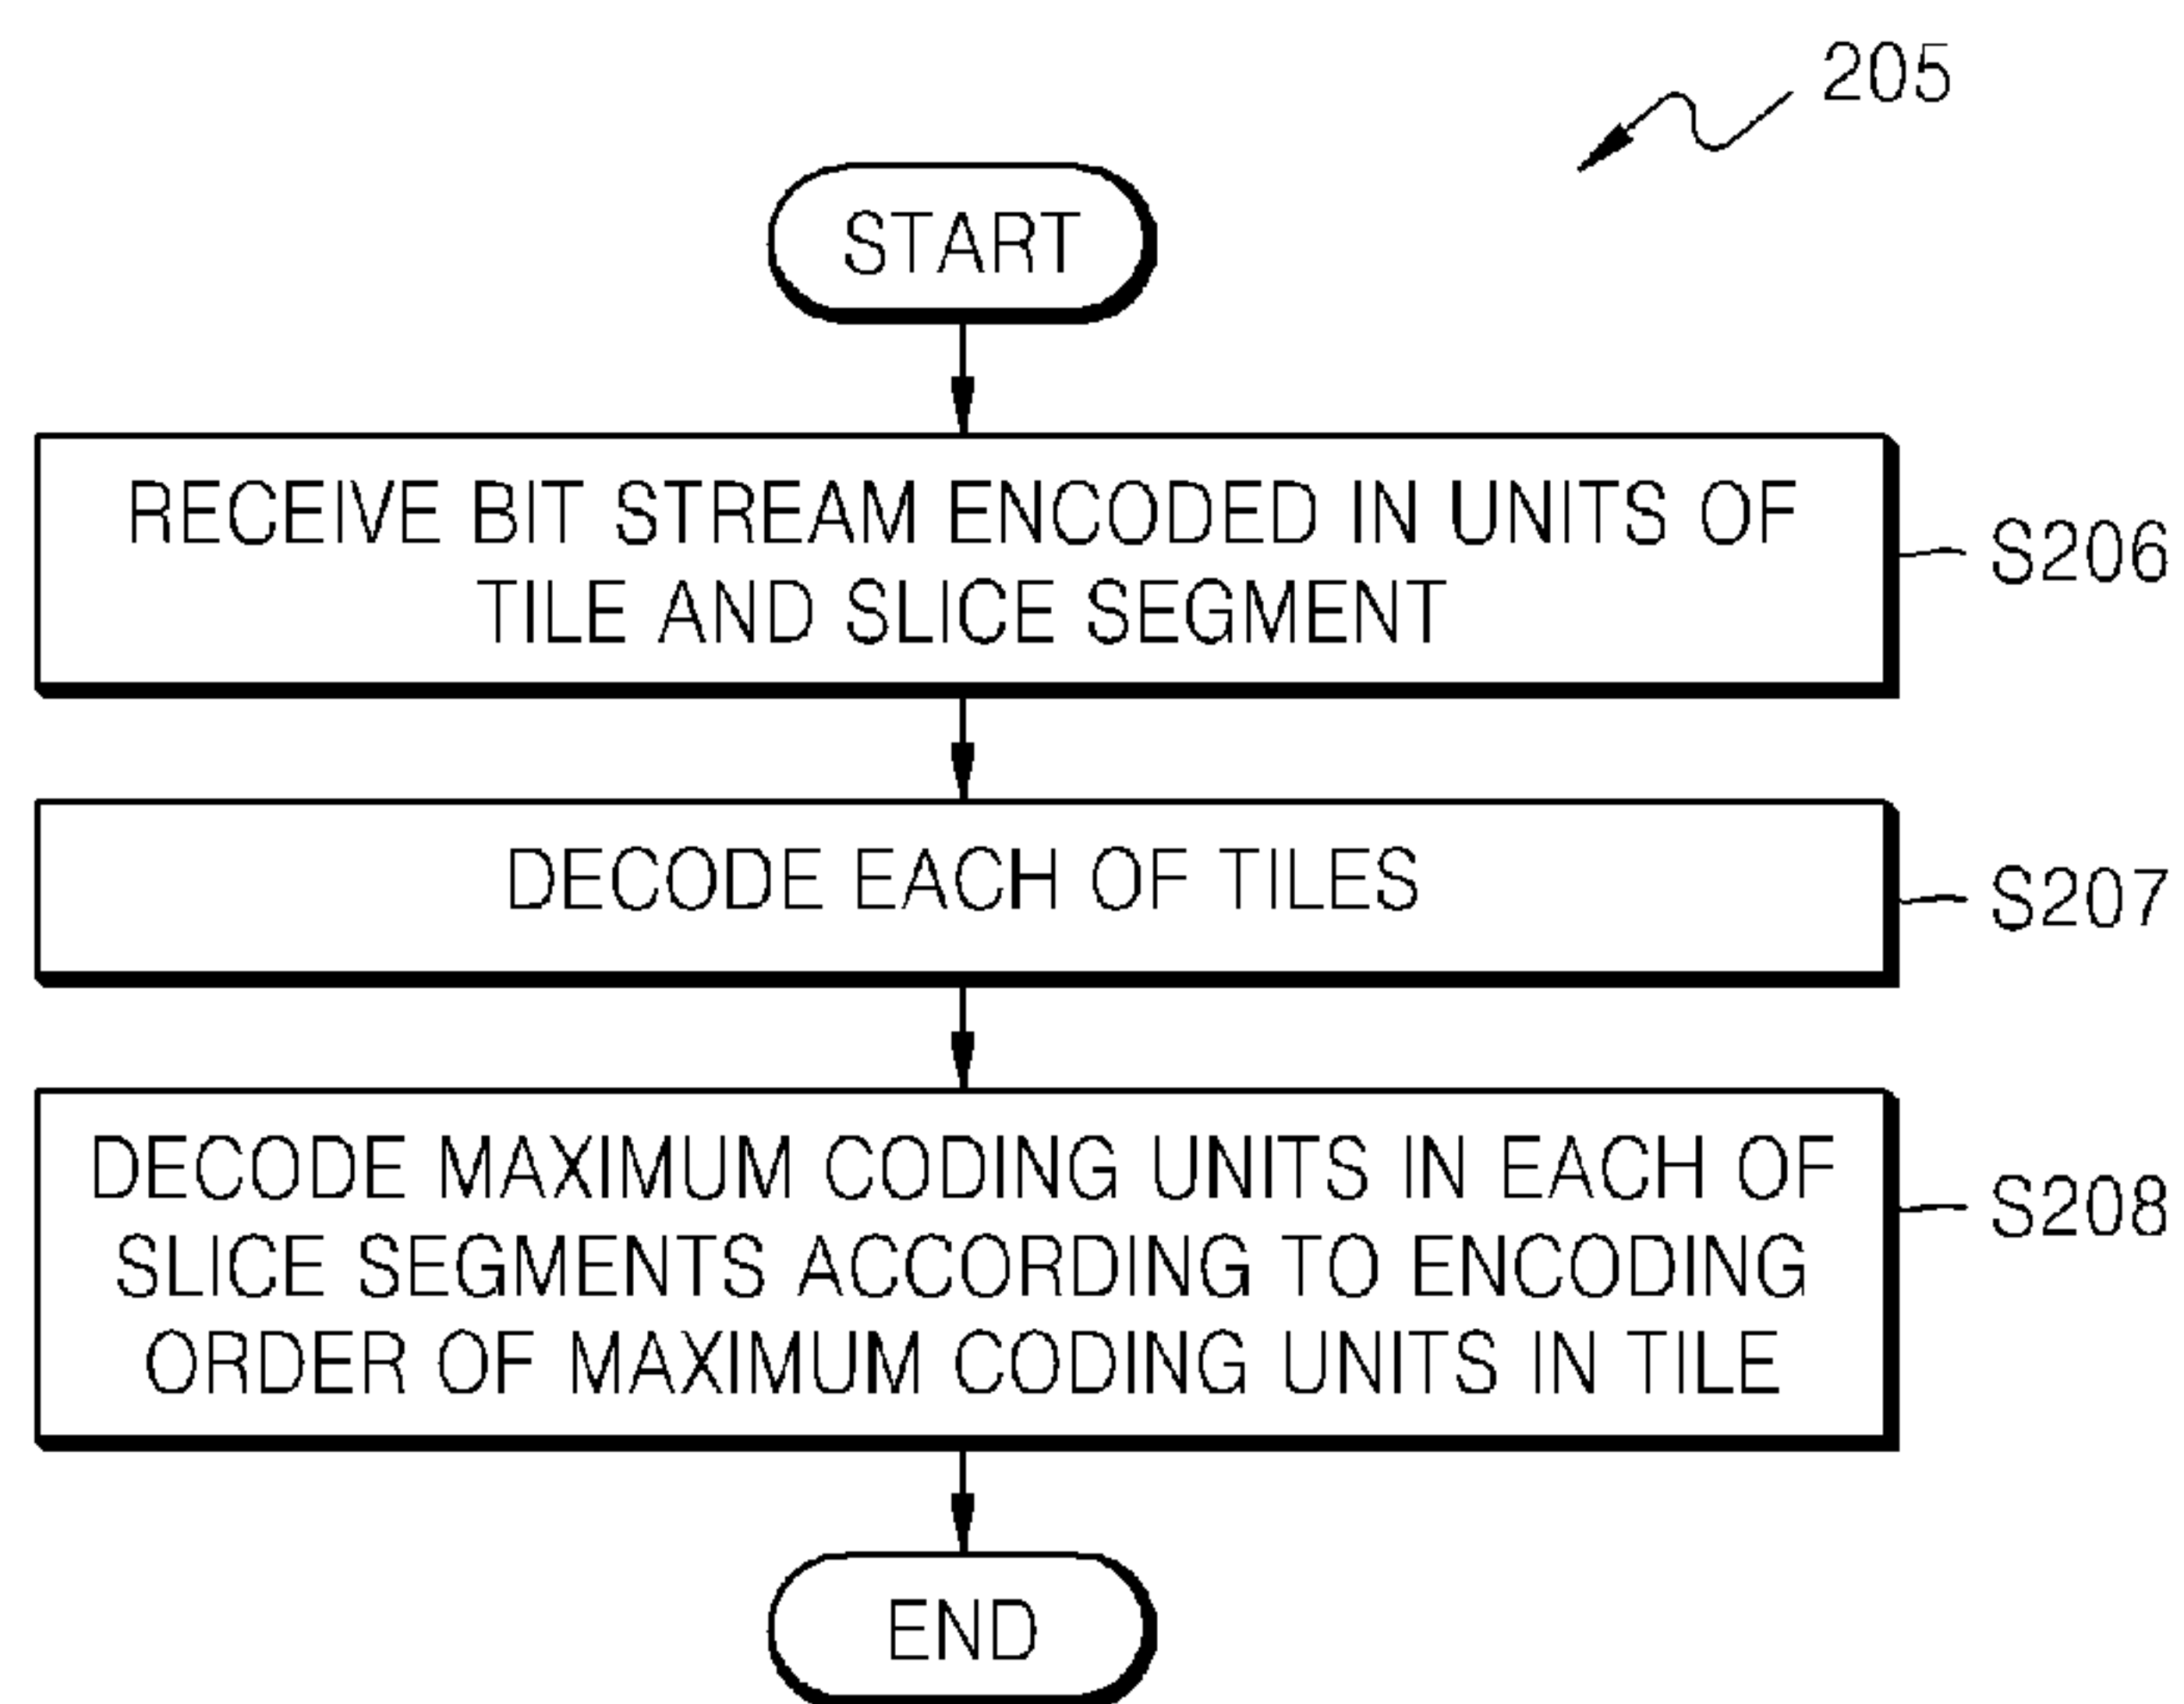 205
START
RECEIVE BIT STREAM ENCODED IN UNITS OF
TILE AND SLICE SEGMENT
S206
DECODE EACH OF TILES
S207
DECODE MAXIMUM CODING UNITS IN EACH OF
SLICE SEGMENTS ACCORDING TO ENCODING
ORDER OF MAXIMUM CODING UNITS IN TILE
S208
END